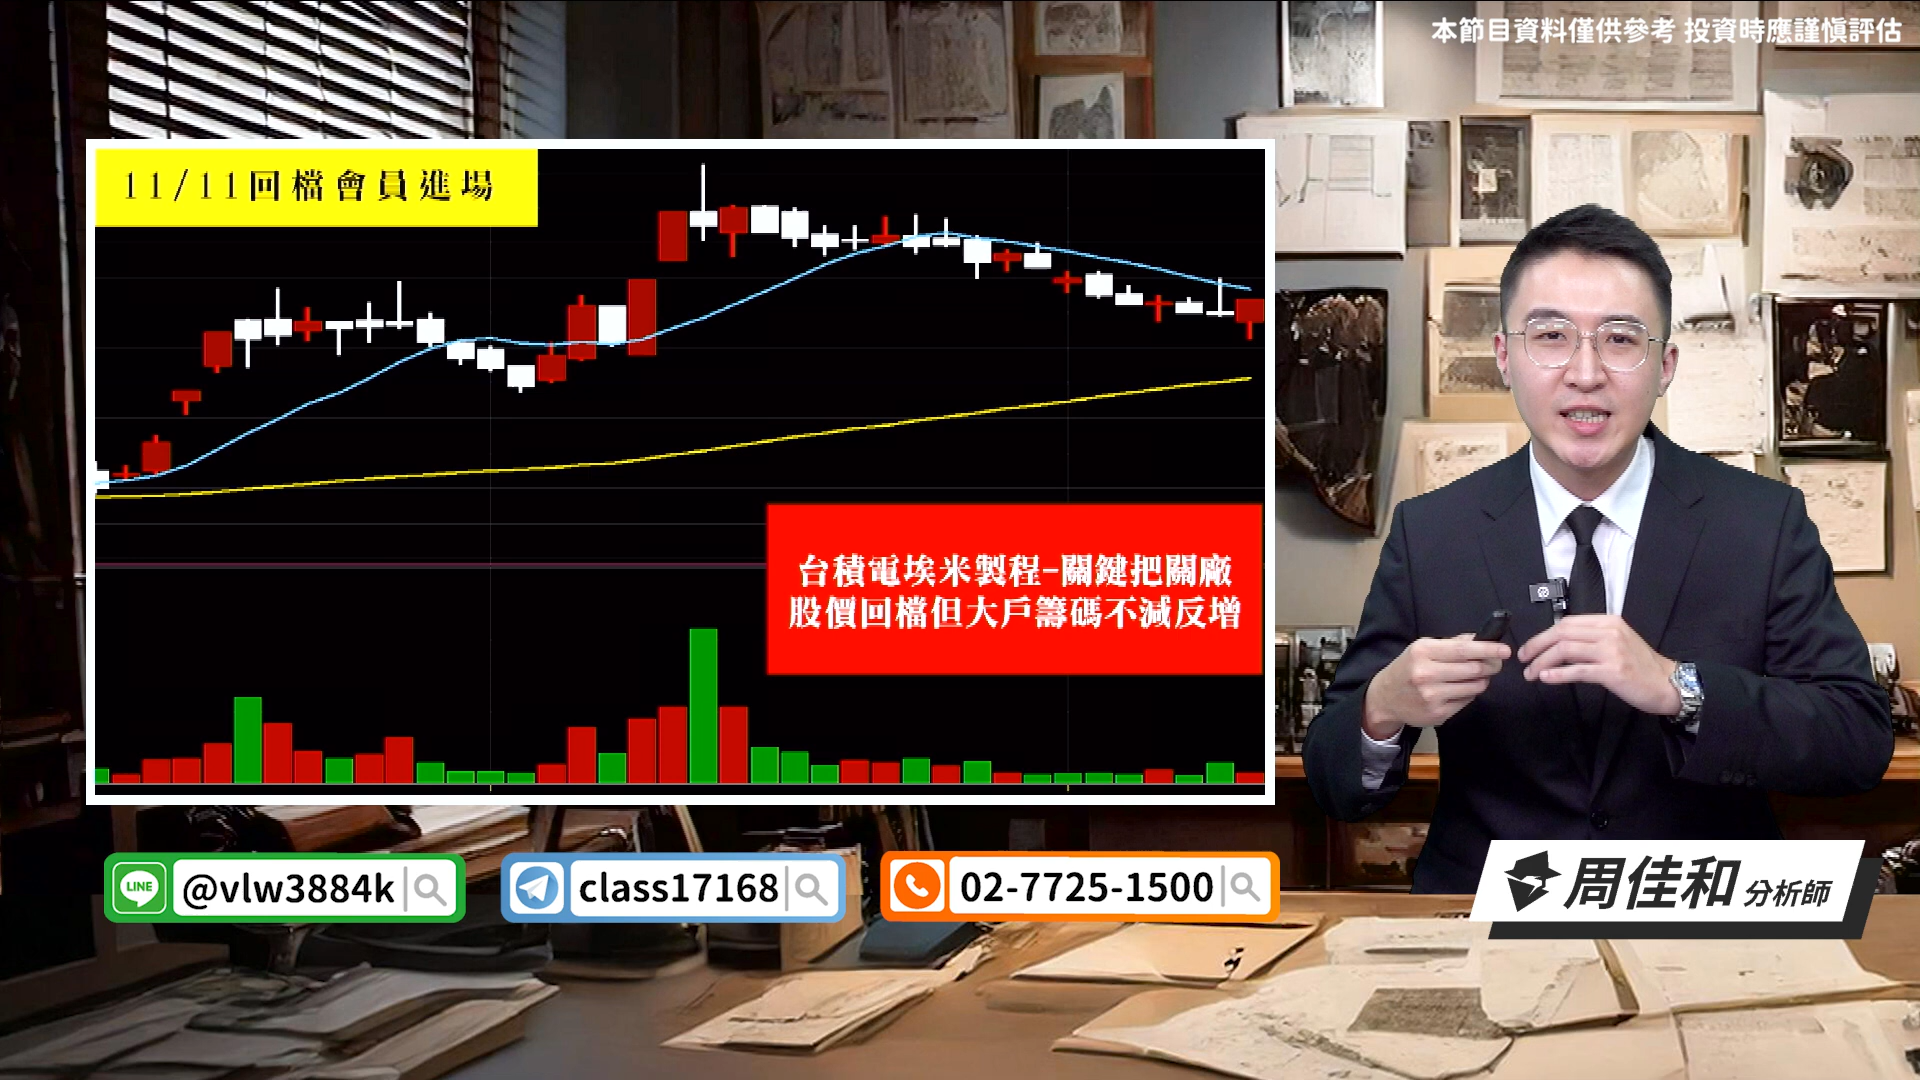 本節目資料僅供參考 投資時應謹慎評估
11/11回檔會員進場
台積電埃米製程-關鍵把關廠
股價回檔但大戶籌碼不減反增
LINE @vlw3884k
class17168
02-7725-1500
周佳和 分析師